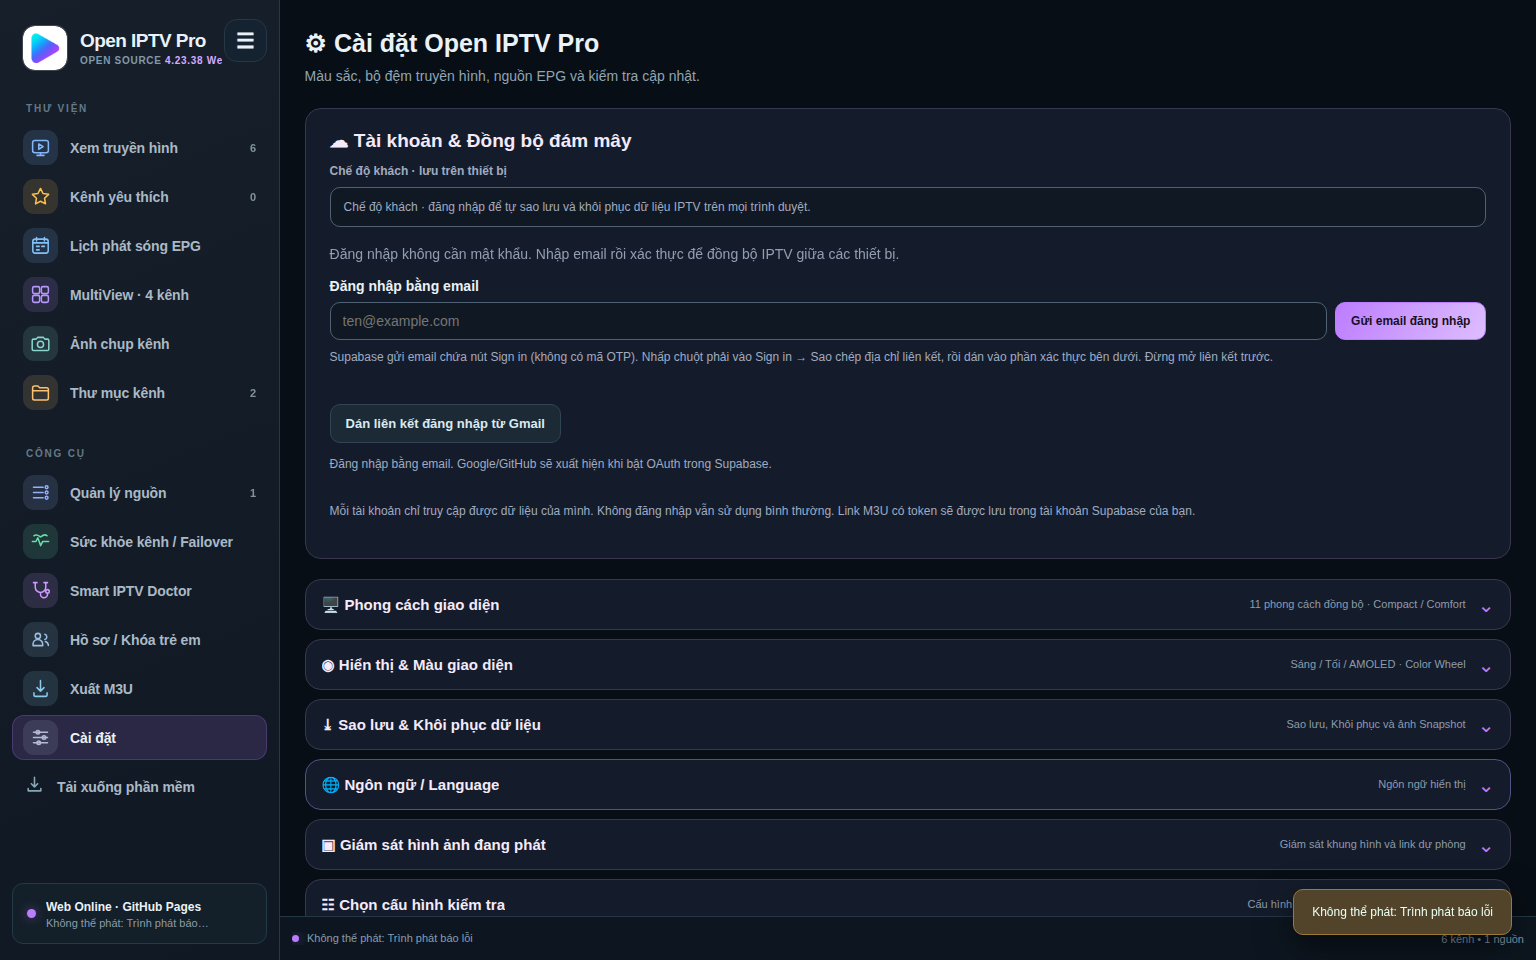 Open IPTV Pro
OPEN SOURCE 4.23.38 We
THƯ VIỆN
Xem truyền hình 6
Kênh yêu thích 0
Lịch phát sóng EPG
MultiView · 4 kênh
Ảnh chụp kênh
Thư mục kênh 2
CÔNG CỤ
Quản lý nguồn 1
Sức khỏe kênh / Failover
Smart IPTV Doctor
Hồ sơ / Khóa trẻ em
Xuất M3U
Cài đặt
Tải xuống phần mềm
Web Online · GitHub Pages
Không thể phát: Trình phát báo…
⚙ Cài đặt Open IPTV Pro
Màu sắc, bộ đệm truyền hình, nguồn EPG và kiểm tra cập nhật.
☁ Tài khoản & Đồng bộ đám mây
Chế độ khách · lưu trên thiết bị
Chế độ khách · đăng nhập để tự sao lưu và khôi phục dữ liệu IPTV trên mọi trình duyệt.
Đăng nhập không cần mật khẩu. Nhập email rồi xác thực để đồng bộ IPTV giữa các thiết bị.
Đăng nhập bằng email
ten@example.com
Gửi email đăng nhập
Supabase gửi email chứa nút Sign in (không có mã OTP). Nhấp chuột phải vào Sign in → Sao chép địa chỉ liên kết, rồi dán vào phần xác thực bên dưới. Đừng mở liên kết trước.
Dán liên kết đăng nhập từ Gmail
Đăng nhập bằng email. Google/GitHub sẽ xuất hiện khi bật OAuth trong Supabase.
Mỗi tài khoản chỉ truy cập được dữ liệu của mình. Không đăng nhập vẫn sử dụng bình thường. Link M3U có token sẽ được lưu trong tài khoản Supabase của bạn.
🖥️ Phong cách giao diện 11 phong cách đồng bộ · Compact / Comfort
◉ Hiển thị & Màu giao diện Sáng / Tối / AMOLED · Color Wheel
⤓ Sao lưu & Khôi phục dữ liệu Sao lưu, Khôi phục và ảnh Snapshot
🌐 Ngôn ngữ / Language Ngôn ngữ hiển thị
▣ Giám sát hình ảnh đang phát Giám sát khung hình và link dự phòng
☷ Chọn cấu hình kiểm tra Cấu hình
Không thể phát: Trình phát báo lỗi
Không thể phát: Trình phát báo lỗi
6 kênh • 1 nguồn